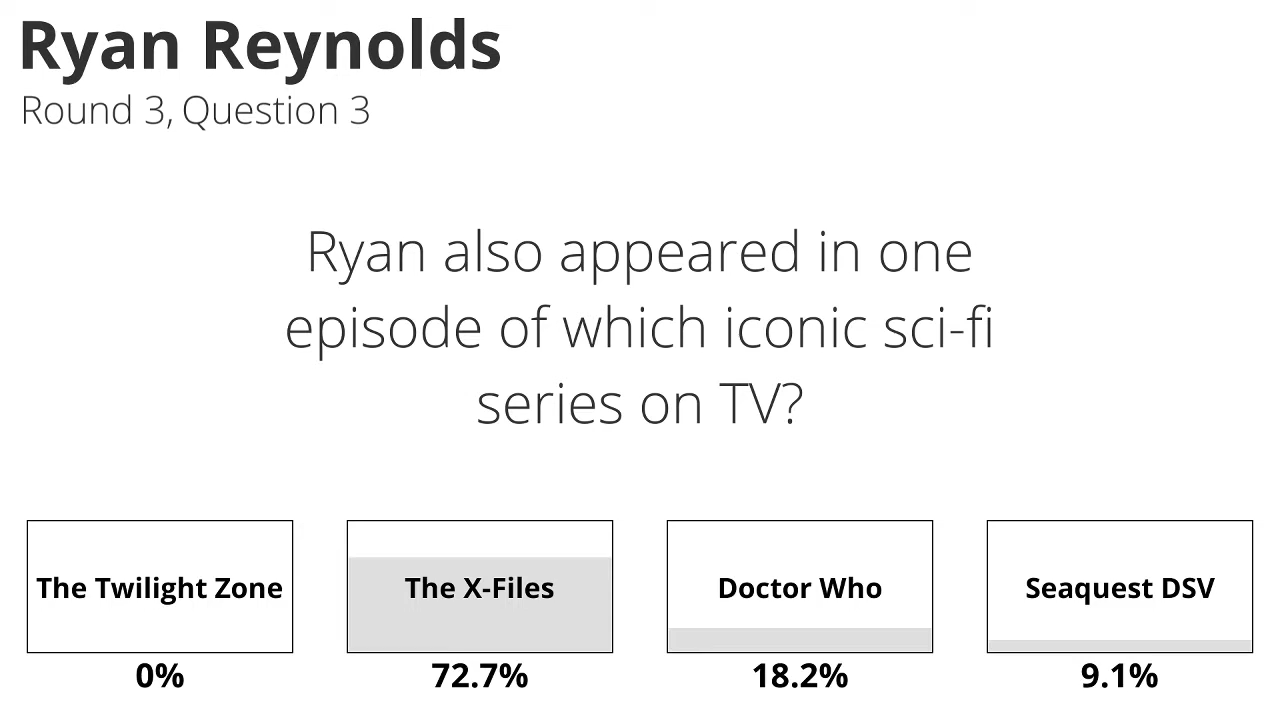 Ryan Reynolds
Round 3, Question 3
Ryan also appeared in one
episode of which iconic sci-fi
series on TV?
The Twilight Zone
The X-Files
Doctor Who
Seaquest DSV
0%
72.7%
18.2%
9.1%